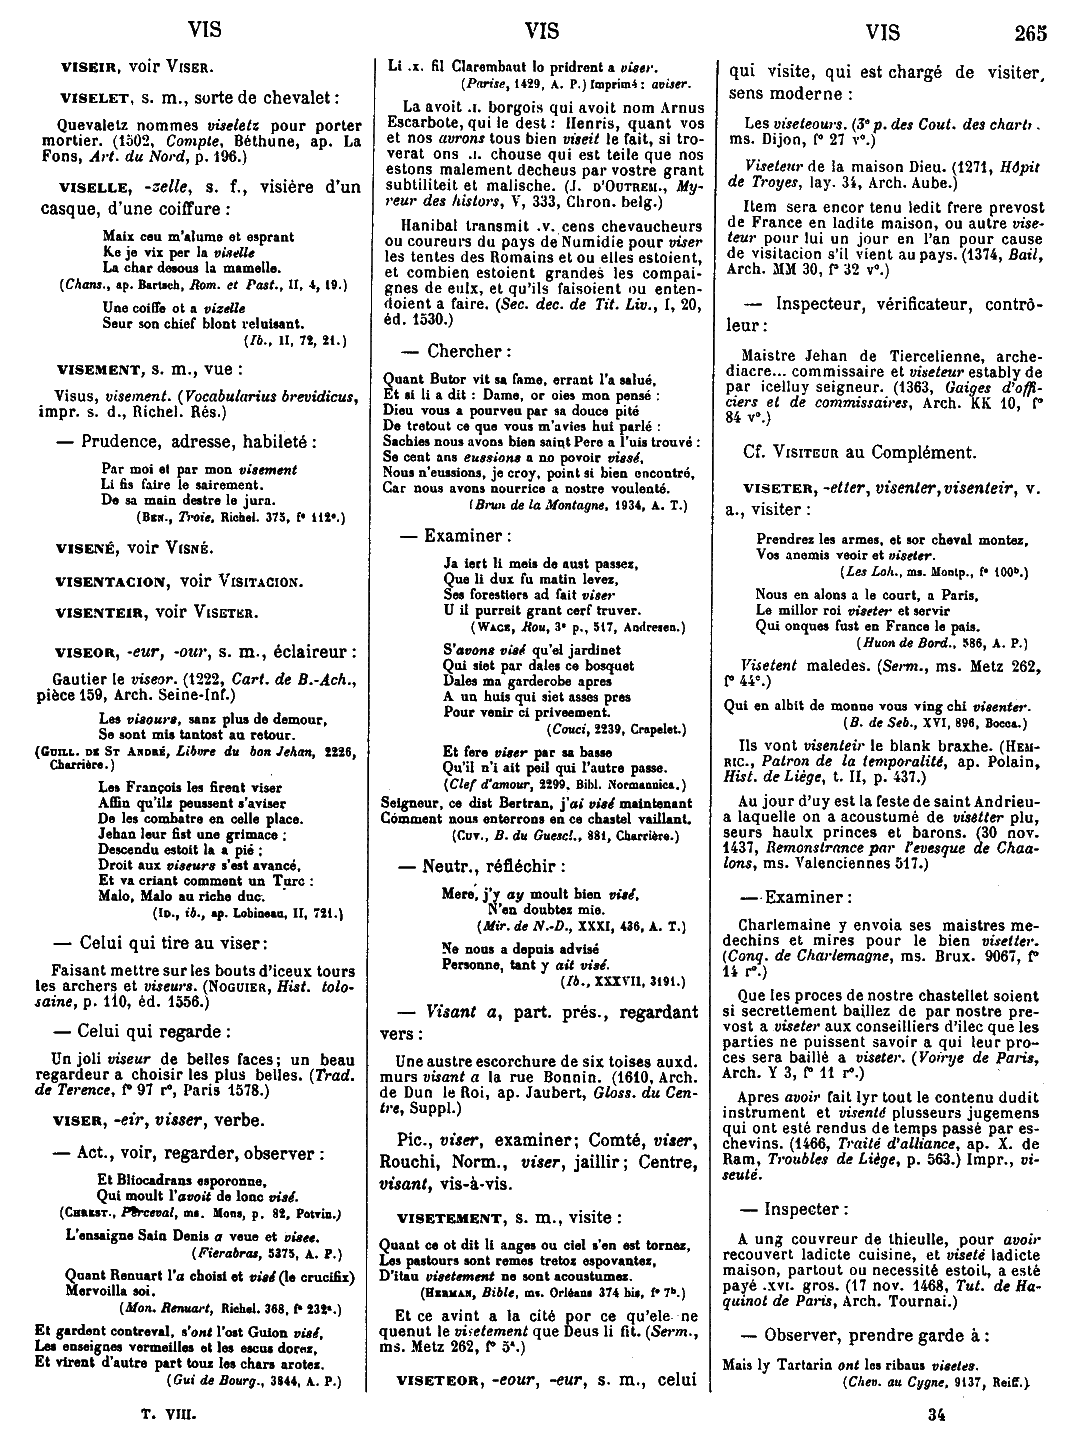 VIS
VIS
VIS
265
VISEIR, voir VISER.
VISELET, s. m., sorte de chevalet :
Quevaletz nommes viseletz pour porter
mortier. (1502, Compte, Béthune, ap. La
Fons, Art. du Nord, p. 196.)
VISELLE, -zelle, s. f., visière d'un
casque, d'une coiffure :
Maix ceu m'alume et esprant
Ke je vix per la viselle
La char desous la mamelle.
(Chans., ap. Bartsch, Rom. et Past., II, 4, 19.)
Une coiffe ot a vizelle
Seur son chief blont reluisant.
(Ib., II, 72, 21.)
VISEMENT, s. m., vue :
Visus, visement. (Vocabularius brevidicus,
impr. s. d., Richel. Rés.)
— Prudence, adresse, habileté :
Par moi et par mon visement
Li fis faire le sairement.
De sa main destre le jura.
(BEN., Troie, Richel. 375, f° 112ᵉ.)
VISENÉ, voir VISNÉ.
VISENTACION, voir VISITACION.
VISENTEIR, voir VISETER.
VISEOR, -eur, -our, s. m., éclaireur :
Gautier le viseor. (1222, Cart. de B.-Ach.,
pièce 159, Arch. Seine-Inf.)
Les visours, sanz plus de demour,
Se sont mis tantost au retour.
(GUILL. DE ST ANDRÉ, Libvre du bon Jehan, 2226,
Charrière.)
Les François les firent viser
Affin qu'ilz peussent s'aviser
De les combatre en celle place.
Jehan leur fist une grimace ;
Descendu estoit la a pié ;
Droit aux viseurs s'est avancé,
Et va criant comment un Turc :
Malo, Malo au riche duc.
(ID., ib., ap. Lobineau, II, 721.)
— Celui qui tire au viser :
Faisant mettre sur les bouts d'iceux tours
les archers et viseurs. (NOGUIER, Hist. tolo-
saine, p. 110, éd. 1556.)
— Celui qui regarde :
Un joli viseur de belles faces ; un beau
regardeur a choisir les plus belles. (Trad.
de Terence, f° 97 r°, Paris 1578.)
VISER, -eir, visser, verbe.
— Act., voir, regarder, observer :
Et Bliocadrans esporonne,
Qui moult l'avoit de lonc visé.
(CHREST., Perceval, ms. Mons, p. 82, Potvin.)
L'ensaigne Sain Denis a veue et visee.
(Fierabras, 5375, A. P.)
Quant Renuart l'a choisi et visé (le crucifix)
Mervoilla soi.
(Mon. Renuart, Richel. 368, f° 232ᵃ.)
Et gardent contreval, s'ont l'ost Guion visé,
Les enseignes vermeilles et les escus dorez,
Et virent d'autre part touz les chars arotez.
(Gui de Bourg., 3844, A. P.)
T. VIII.
Li .x. fil Clarembaut lo pridrent a viser.
(Parise, 1429, A. P.) Imprimé : aviser.
La avoit .I. borgois qui avoit nom Arnus
Escarbote, qui le dest : Henris, quant vos
et nos avrons tous bien viseit le fait, si tro-
verat ons .I. chouse qui est teile que nos
estons malement decheus par vostre grant
subtiliteit et malische. (J. D'OUTREM., My-
reur des histors, V, 333, Chron. belg.)
Hanibal transmit .v. cens chevaucheurs
ou coureurs du pays de Numidie pour viser
les tentes des Romains et ou elles estoient,
et combien estoient grandes les compai-
gnes de eulx, et qu'ils faisoient ou enten-
doient a faire. (Sec. dec. de Tit. Liv., I, 20,
éd. 1530.)
— Chercher :
Quant Butor vit sa fame, errant l'a salué,
Et si li a dit : Dame, or oies mon pensé :
Dieu vous a pourveu par sa douce pité
De tretout ce que vous m'avies hui parlé :
Sachies nous avons bien saint Pere a l'uis trouvé :
Se cent ans eussions a no povoir vissé,
Nous n'eussions, je croy, point si bien encontré,
Car nous avons nourrice a nostre voulenté.
(Brun de la Montagne, 1934, A. T.)
— Examiner :
Ja iert li meis de aust passez,
Que li dux fu matin levez,
Ses forestiers ad fait viser
U il purreit grant cerf truver.
(WACE, Rou, 3ᵉ p., 517, Andresen.)
S'avons visé qu'el jardinet
Qui siet par dales ce bosquet
Dales ma garderobe apres
A un huis qui siet asses pres
Pour venir ci priveement.
(Couci, 2239, Crapelet.)
Et fere viser par sa basse
Qu'il n'i ait peil qui l'autre passe.
(Clef d'amour, 2299, Bibl. Normannica.)
Seigneur, ce dist Bertran, j'ai visé maintenant
Comment nous enterrons en ce chastel vaillant.
(CUV., B. du Guescl., 881, Charrière.)
— Neutr., réfléchir :
Mere, j'y ay moult bien visé,
N'en doubtez mie.
(Mir. de N.-D., XXXI, 436, A. T.)
Ne nous a depuis advisé
Personne, tant y ait visé.
(Ib., XXXVII, 3191.)
— Visant a, part. prés., regardant
vers :
Une austre escorchure de six toises auxd.
murs visant a la rue Bonnin. (1610, Arch.
de Dun le Roi, ap. Jaubert, Gloss. du Cen-
tre, Suppl.)
Pic., viser, examiner ; Comté, viser,
Rouchi, Norm., viser, jaillir ; Centre,
visant, vis-à-vis.
VISETEMENT, s. m., visite :
Quant ce ot dit li anges ou ciel s'en est tornez,
Les pastours sont remes tretoz espovantez,
D'itau visetement ne sont acoustumez.
(HERMAN, Bible, ms. Orléans 374 bis, f° 7ᵇ.)
Et ce avint a la cité por ce qu'ele ne
quenut le visetement que Deus li fit. (Serm.,
ms. Metz 262, f° 5ᵃ.)
VISETEOR, -eour, -eur, s. m., celui
qui visite, qui est chargé de visiter,
sens moderne :
Les viseteours. (3ᵉ p. des Cout. des chartr.
ms. Dijon, f° 27 v°.)
Viseteur de la maison Dieu. (1271, Hôpit
de Troyes, lay. 34, Arch. Aube.)
Item sera encor tenu ledit frere prevost
de France en ladite maison, ou autre vise-
teur pour lui un jour en l'an pour cause
de visitacion s'il vient au pays. (1374, Bail,
Arch. MM 30, f° 32 v°.)
— Inspecteur, vérificateur, contrô-
leur :
Maistre Jehan de Tiercelienne, arche-
diacre... commissaire et viseteur estably de
par icelluy seigneur. (1363, Gaiges d'offi-
ciers et de commissaires, Arch. KK 10, f°
84 v°.)
Cf. VISITEUR au Complément.
VISETER, -etter, visenter, visenteir, v.
a., visiter :
Prendrez les armes, et sor cheval montez,
Vos anemis veoir et viseter.
(Les Loh., ms. Montp., f° 100ᵇ.)
Nous en alons a le court, a Paris,
Le millor roi viseter et servir
Qui onques fust en France le pais.
(Huon de Bord., 586, A. P.)
Visetent maledes. (Serm., ms. Metz 262,
f° 44ᵛ.)
Qui en albit de monne vous ving chi visenter.
(B. de Seb., XVI, 896, Bocca.)
Ils vont visenteir le blank braxhe. (HEM-
RIC., Patron de la temporalité, ap. Polain,
Hist. de Liège, t. II, p. 437.)
Au jour d'uy est la feste de saint Andrieu-
a laquelle on a acoustumé de visetter plu,
seurs haulx princes et barons. (30 nov.
1437, Remonstrance par l'evesque de Chaa-
lons, ms. Valenciennes 517.)
— Examiner :
Charlemaine y envoia ses maistres me-
dechins et mires pour le bien visetter.
(Conq. de Charlemagne, ms. Brux. 9067, f°
14 r°.)
Que les proces de nostre chastellet soient
si secrettement baillez de par nostre pre-
vost a viseter aux conseilliers d'ilec que les
parties ne puissent savoir a qui leur pro-
ces sera baillé a viseter. (Voirye de Paris,
Arch. Y 3, f° 11 r°.)
Apres avoir fait lyr tout le contenu dudit
instrument et visenté plusseurs jugemens
qui ont esté rendus de temps passé par es-
chevins. (1466, Traité d'alliance, ap. X. de
Ram, Troubles de Liège, p. 563.) Impr., vi-
seuté.
— Inspecter :
A ung couvreur de thieulle, pour avoir
recouvert ladicte cuisine, et viseté ladicte
maison, partout ou necessité estoit, a esté
payé .XVI. gros. (17 nov. 1468, Tut. de Ha-
quinot de Paris, Arch. Tournai.)
— Observer, prendre garde à :
Mais ly Tartarin ont les ribaus visetes.
(Chev. au Cygne, 9137, Reiff.)
34